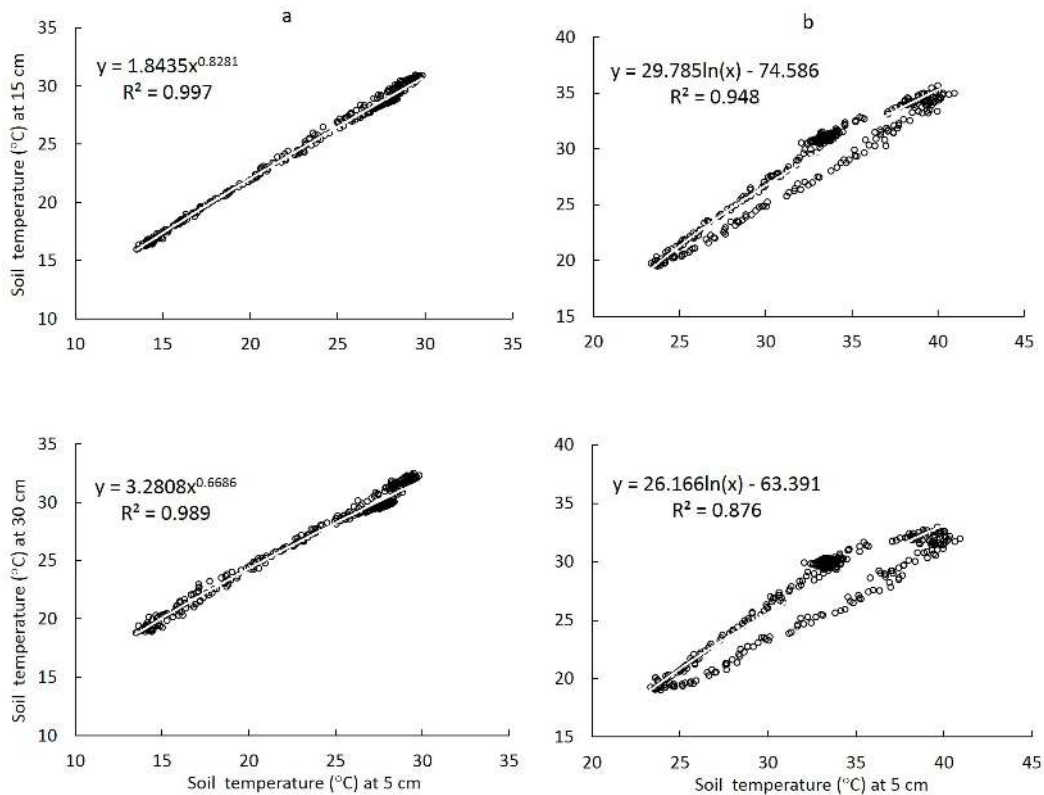 a
y = 1.8435x^0.8281
R² = 0.997
Soil temperature (°C) at 15 cm
35
30
25
20
15
10
10 15 20 25 30 35
b
y = 29.785ln(x) - 74.586
R² = 0.948
40
35
30
25
20
15
20 25 30 35 40 45
y = 3.2808x^0.6686
R² = 0.989
Soil temperature (°C) at 30 cm
35
30
25
20
15
10
10 15 20 25 30 35
Soil temperature (°C) at 5 cm
y = 26.166ln(x) - 63.391
R² = 0.876
40
35
30
25
20
15
20 25 30 35 40 45
Soil temperature (°C) at 5 cm